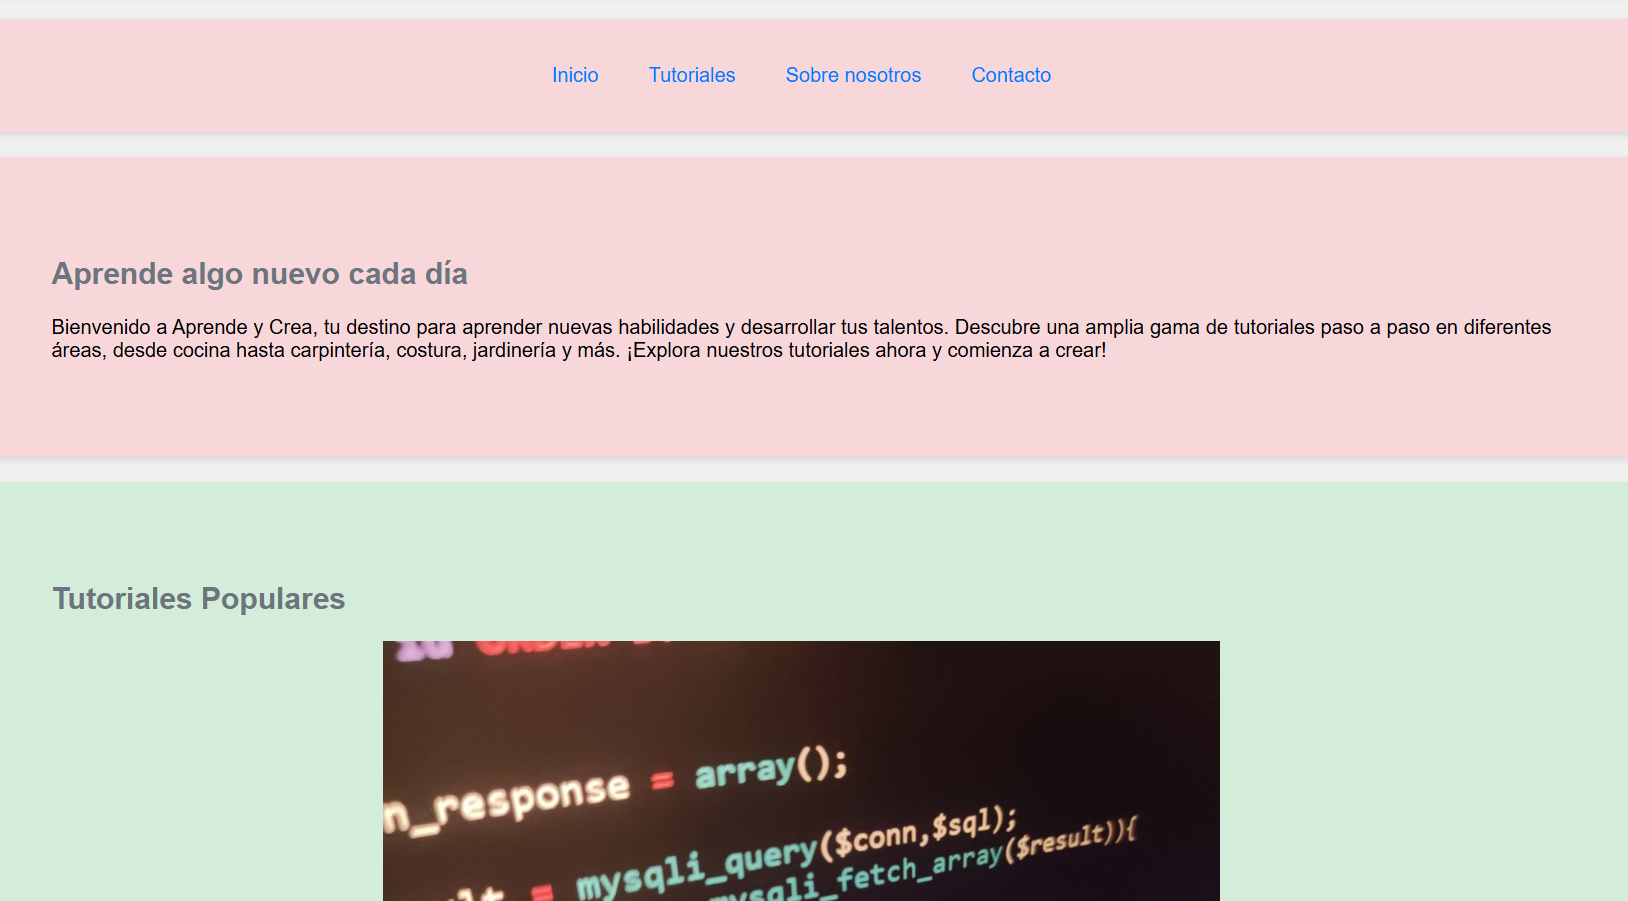 Inicio Tutoriales Sobre nosotros Contacto
Aprende algo nuevo cada día
Bienvenido a Aprende y Crea, tu destino para aprender nuevas habilidades y desarrollar tus talentos. Descubre una amplia gama de tutoriales paso a paso en diferentes
áreas, desde cocina hasta carpintería, costura, jardinería y más. ¡Explora nuestros tutoriales ahora y comienza a crear!
Tutoriales Populares
n_response = array();
= mysqli_query($conn,$sql);
mysqli_fetch_array($result)){